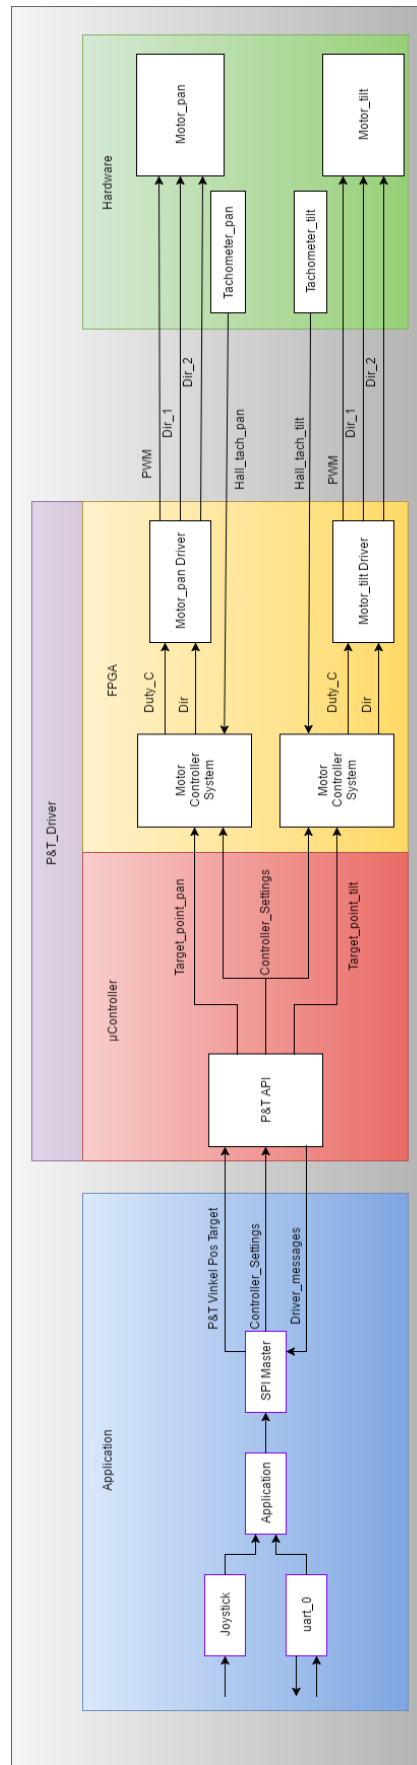 P&T_Driver
Application
µController
FPGA
Hardware
Joystick
uart_0
Application
SPI Master
P&T Vinkel Pos Target
Controller_Settings
Driver_messages
P&T API
Target_point_pan
Controller_Settings
Target_point_tilt
Motor
Controller
System
Duty_C
Dir
Motor_pan Driver
PWM
Dir_1
Dir_2
Hall_tach_pan
Motor_pan
Tachometer_pan
Motor
Controller
System
Duty_C
Dir
Motor_tilt Driver
Hall_tach_tilt
PWM
Dir_1
Dir_2
Tachometer_tilt
Motor_tilt